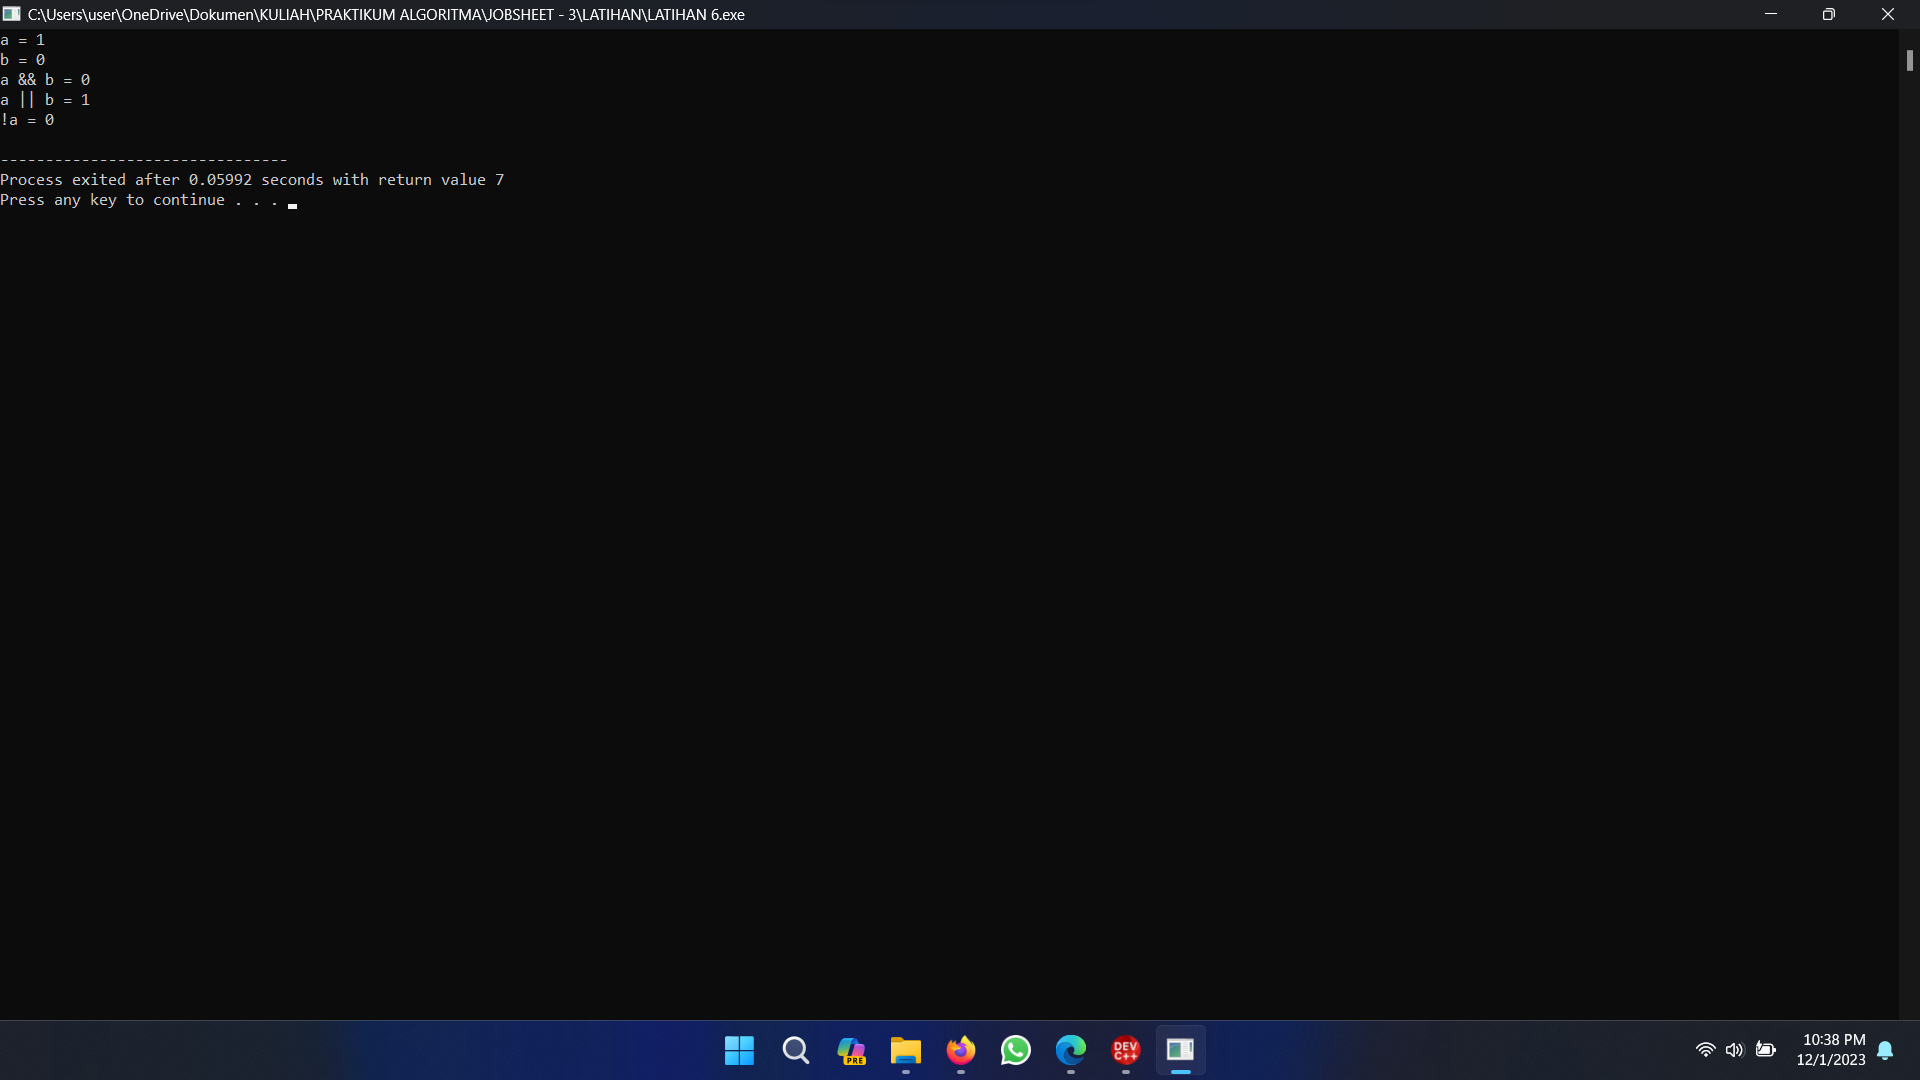 C:\Users\user\OneDrive\Dokumen\KULIAH\PRAKTIKUM ALGORITMA\JOBSHEET - 3\LATIHAN\LATIHAN 6.exe
a = 1
b = 0
a && b = 0
a || b = 1
!a = 0
--------------------------------
Process exited after 0.05992 seconds with return value 7
Press any key to continue . . .
PRE
DEV
C++
10:38 PM
12/1/2023